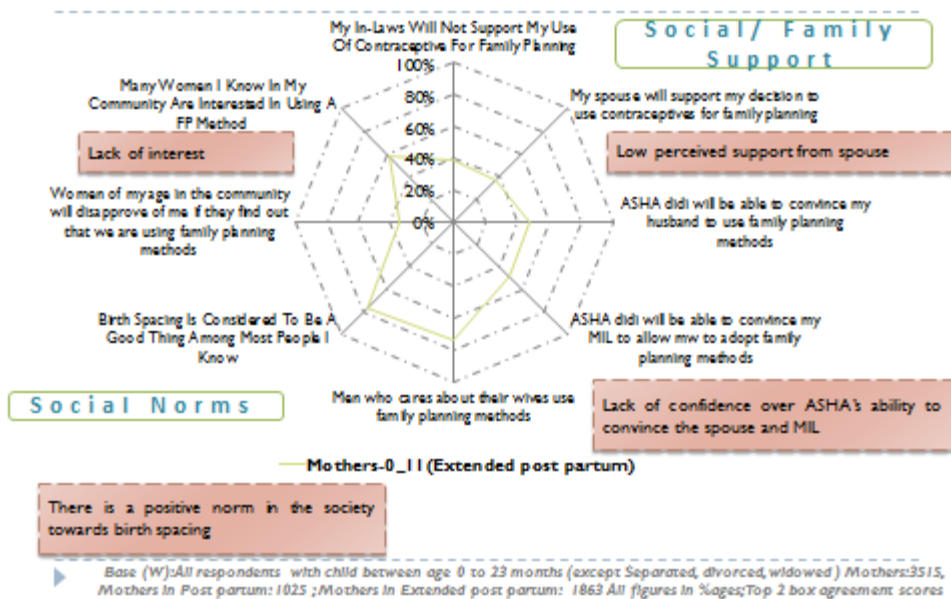 My In-Laws Will Not Support My Use
Of Contraceptive For Family Planning
Social/ Family
Support
100%
80%
60%
40%
20%
0%
Many Women I Know In My
Community Are Interested In Using A
FP Method
My spouse will support my decision to
use contraceptives for family planning
Lack of interest
Low perceived support from spouse
Women of my age in the community
will disapprove of me if they find out
that we are using family planning
methods
ASHA didi will be able to convince my
husband to use family planning
methods
Birth Spacing Is Considered To Be A
Good Thing Among Most People I
Know
ASHA didi will be able to convince my
MIL to allow mw to adopt family
planning methods
Social Norms
Men who cares about their wives use
family planning methods
Lack of confidence over ASHA's ability to
convince the spouse and MIL
Mothers-0_11(Extended post partum)
There is a positive norm in the society
towards birth spacing
Base (W):All respondents with child between age 0 to 23 months (except Separated, divorced, widowed ) Mothers:3515,
Mothers in Post partum: 1025 ;Mothers in Extended post partum: 1863 All figures in %ages;Top 2 box agreement scores